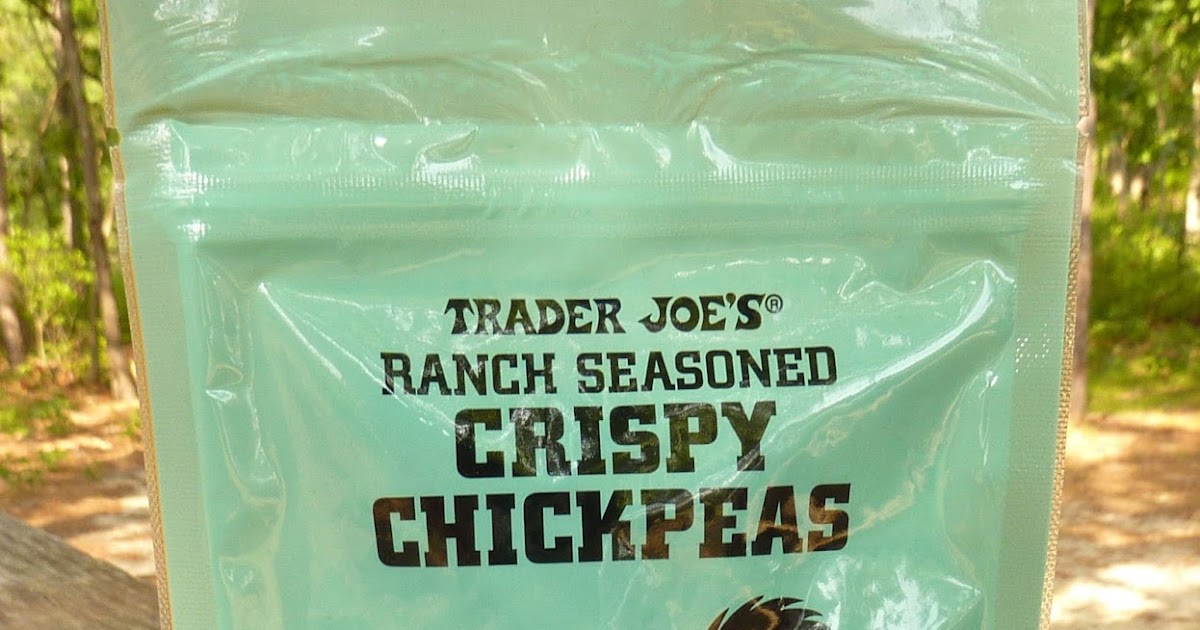 TRADER JOE'S®
RANCH SEASONED
CRISPY
CHICKPEAS